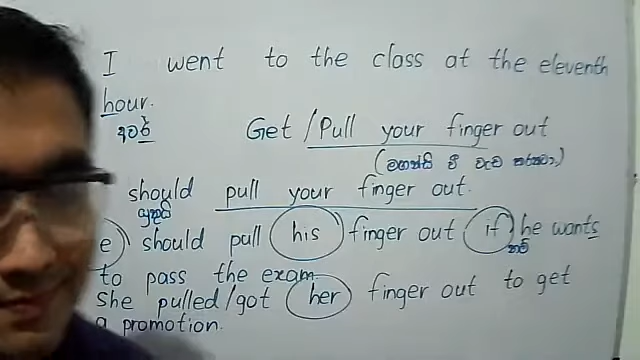 I went to the class at the eleventh
hour.
Get / Pull your finger out
should pull your finger out.
e should pull his finger out if he wants
to pass the exam.
She pulled/got her finger out to get
a promotion.